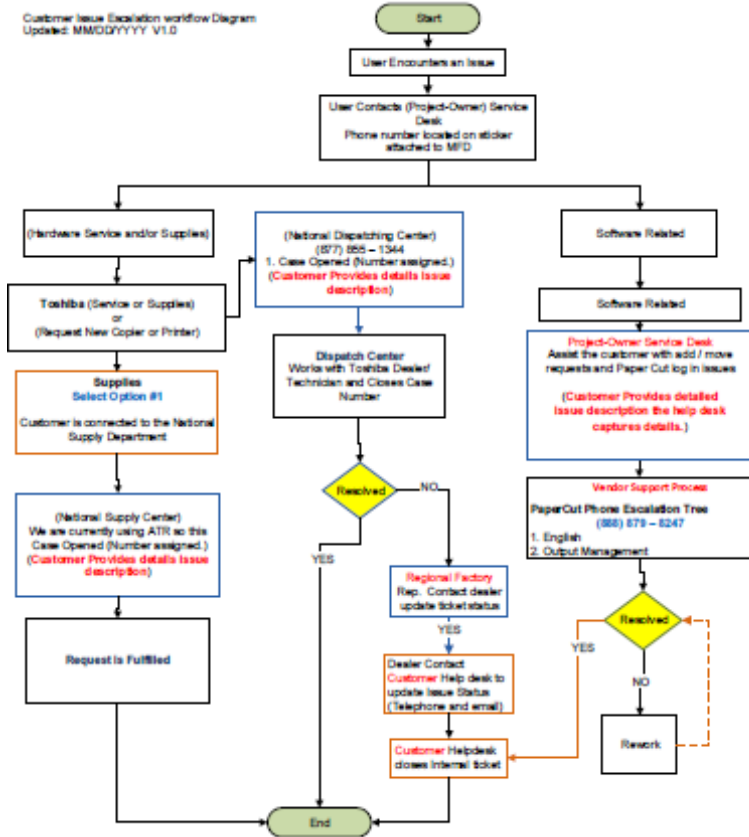 Customer Issue Escalation workflow Diagram
Updated: MM/DD/YYYY V1.0
Start
User Encounters an Issue
User Contacts (Project-Owner) Service
Desk
Phone number located on sticker
attached to MFD
(Hardware Service and/or Supplies)
(National Dispatching Center)
(877) 855 – 1344
1. Case Opened (Number assigned.)
(Customer Provides details Issue
description)
Software Related
Toshiba (Service or Supplies)
or
(Request New Copier or Printer)
Software Related
Dispatch Center
Works with Toshiba Dealer/
Technician and Closes Case
Number
Project-Owner Service Desk
Assist the customer with add / move
requests and Paper Cut log in issues
(Customer Provides detailed
Issue description the help desk
captures details.)
Supplies
Select Option #1
Customer is connected to the National
Supply Department
Resolved
NO
YES
Vendor Support Process
PaperCut Phone Escalation Tree
(888) 879 – 8247
1. English
2. Output Management
(National Supply Center)
We are currently using ATR so this
Case Opened (Number assigned.)
(Customer Provides details Issue
description)
Regional Factory
Rep. Contact dealer
update ticket status
YES
Resolved
YES
NO
Request is Fulfilled
Dealer Contact
Customer Help desk to
update Issue Status
(Telephone and email)
Rework
Customer Helpdesk
closes Internal ticket
End